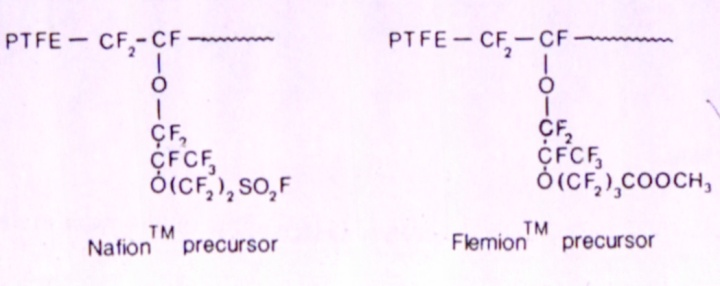 PTFE — CF₂ - CF
O
CF₂
CFCF₃
O(CF₂)₂SO₂F
Nafion™ precursor
PTFE — CF₂ — CF
O
CF₂
CFCF₃
O(CF₂)₃COOCH₃
Flemion™ precursor